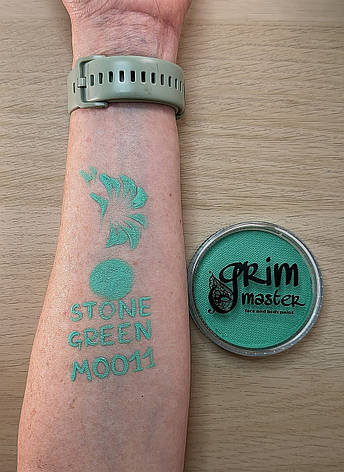 STONE
GREEN
M0011
GRIM
master
face and body paint